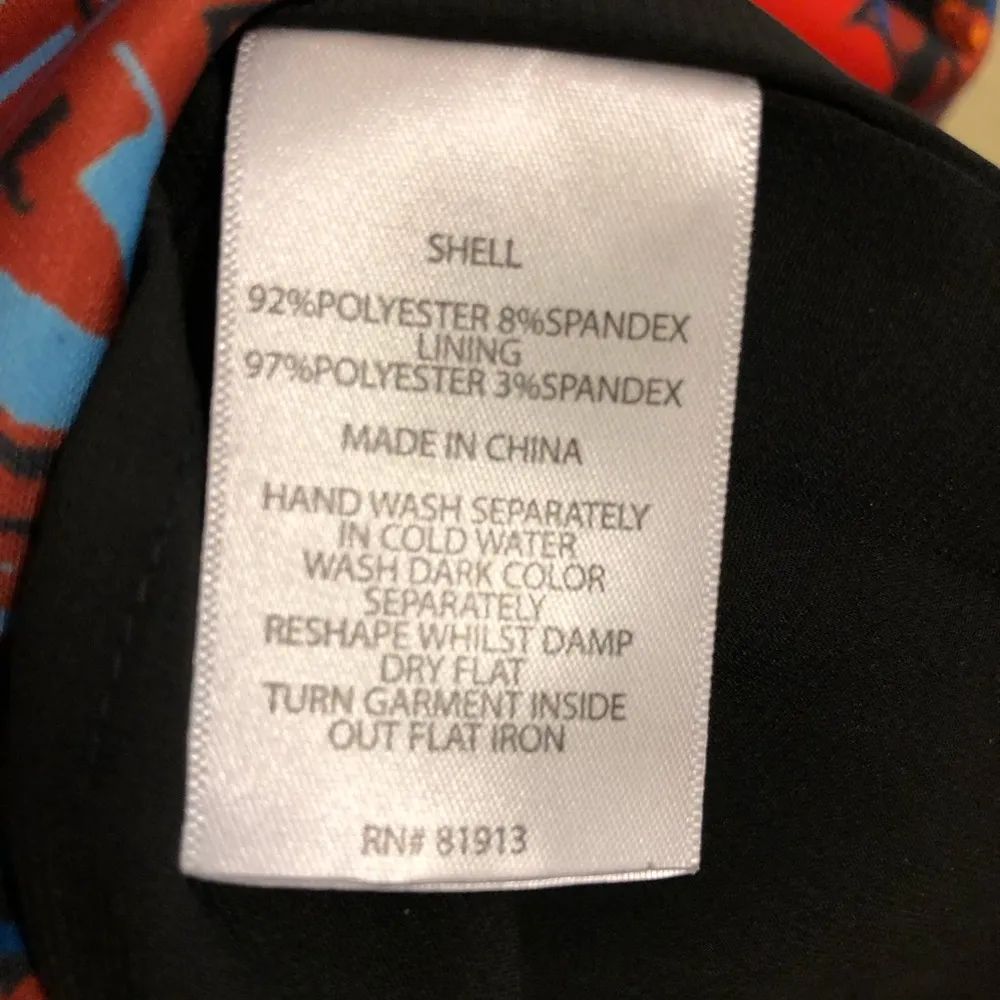 SHELL
92%POLYESTER 8%SPANDEX
LINING
97%POLYESTER 3%SPANDEX
MADE IN CHINA
HAND WASH SEPARATELY
IN COLD WATER
WASH DARK COLOR
SEPARATELY
RESHAPE WHILST DAMP
DRY FLAT
TURN GARMENT INSIDE
OUT FLAT IRON
RN# 81913